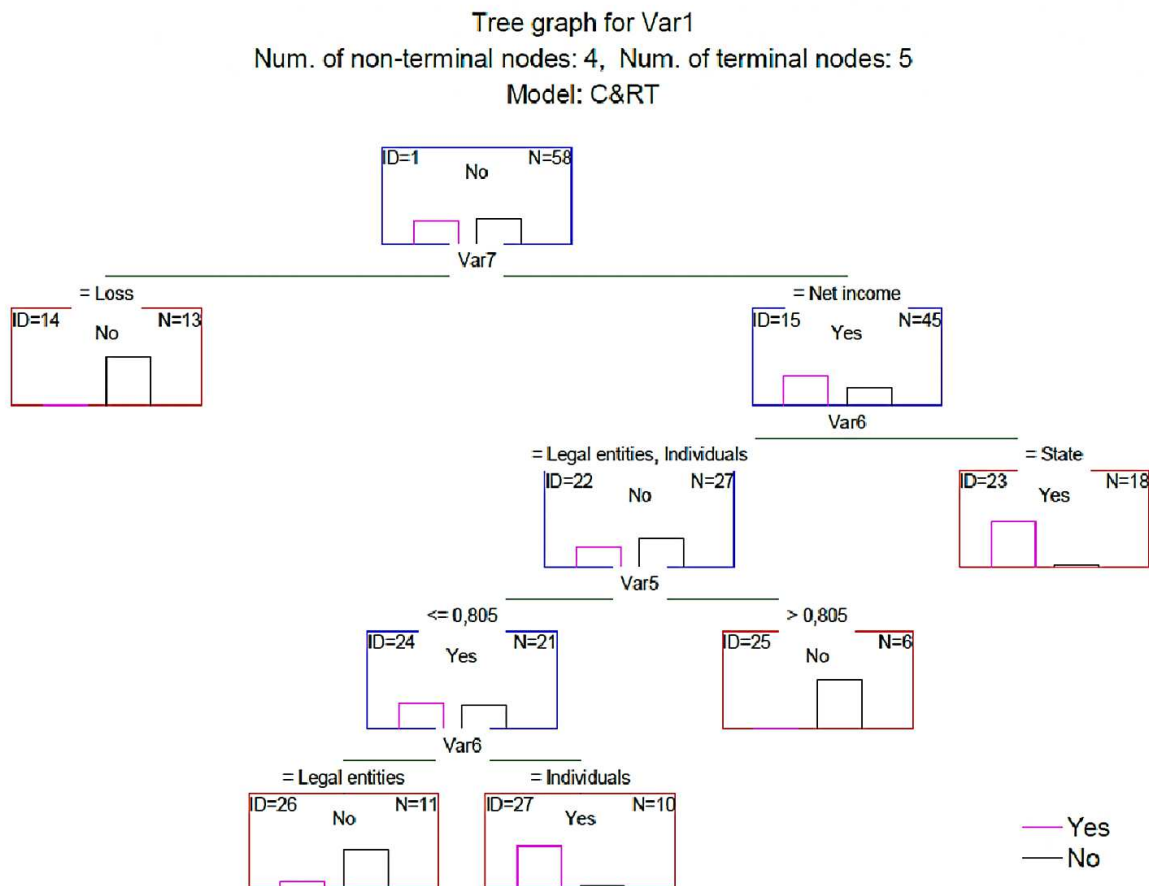 Tree graph for Var1
Num. of non-terminal nodes: 4, Num. of terminal nodes: 5
Model: C&RT
ID=1 N=58
No
Var7
= Loss = Net income
ID=14 N=13 ID=15 N=45
No Yes
Var6
= Legal entities, Individuals = State
ID=22 N=27 ID=23 N=18
No Yes
Var5
<= 0,805 > 0,805
ID=24 N=21 ID=25 N=6
Yes No
Var6
= Legal entities = Individuals
ID=26 N=11 ID=27 N=10
No Yes
Yes
No